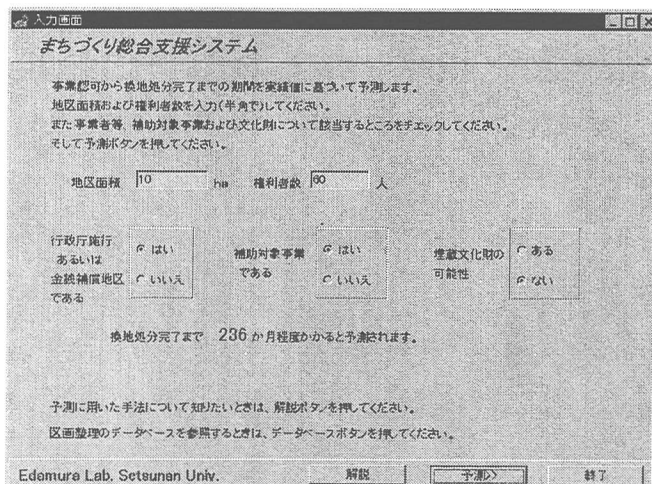 入力画面
まちづくり総合支援システム
事業認可から換地処分完了までの期間を実績値に基づいて予測します。
地区面積および権利者数を入力(半角で)してください。
また事業者等、補助対象事業および文化財について該当するところをチェックしてください。
そして予測ボタンを押してください。
地区面積 10 ha 権利者数 60 人
行政庁施行あるいは金銭補償地区である はい いいえ
補助対象事業である はい いいえ
埋蔵文化財の可能性 ある ない
換地処分完了まで 236 か月程度かかると予測されます。
予測に用いた手法について知りたいときは、解説ボタンを押してください。
区画整理のデータベースを参照するときは、データベースボタンを押してください。
Edamura Lab. Setsunan Univ. 解説 予測>> 終了